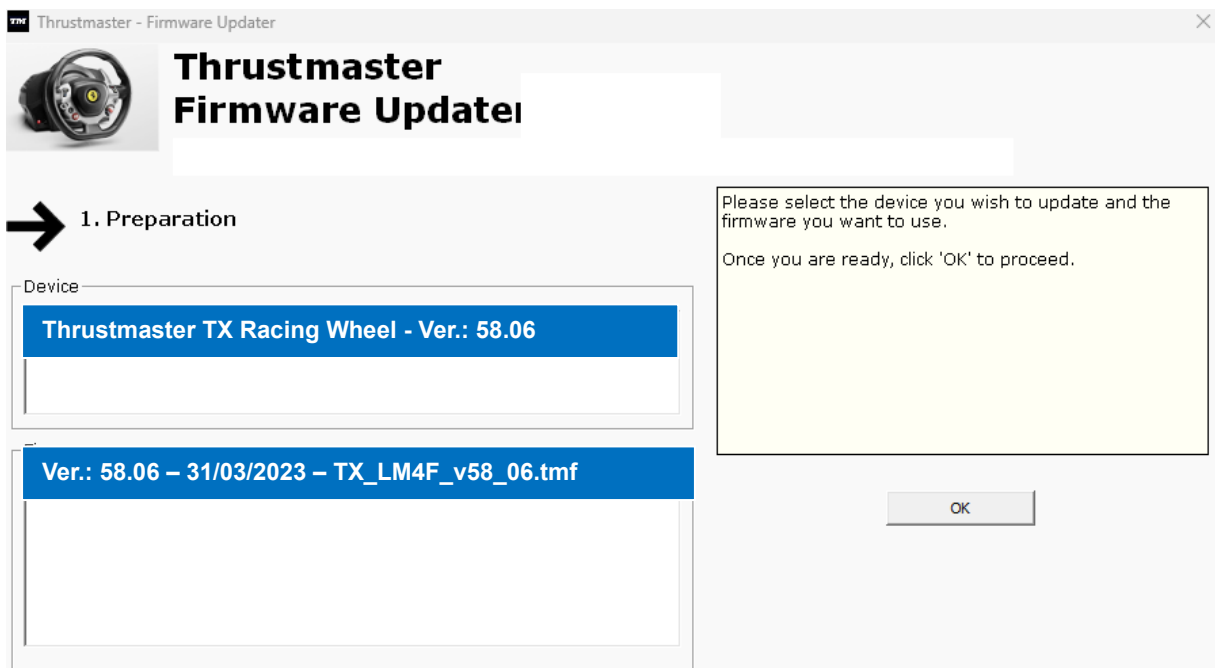 Thrustmaster - Firmware Updater
Thrustmaster
Firmware Updater
1. Preparation
Please select the device you wish to update and the
firmware you want to use.
Once you are ready, click 'OK' to proceed.
Device
Thrustmaster TX Racing Wheel - Ver.: 58.06
Ver.: 58.06 – 31/03/2023 – TX_LM4F_v58_06.tmf
OK